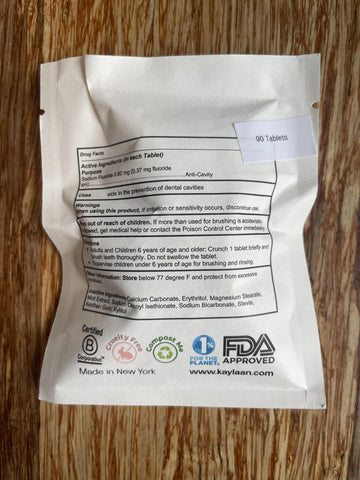 90 Tablets
Drug Facts
Active Ingredients (in each Tablet)
Purpose
Sodium Fluoride 0.82 mg (0.37 mg fluoride
ion) Anti-Cavity
Uses aids in the prevention of dental cavities
Warnings
When using this product, if irritation or sensitivity occurs, discontinue use.
Keep out of reach of children. If more than used for brushing is accidentally
swallowed, get medical help or contact the Poison Control Center immediately.
Directions
• Adults and Children 6 years of age and older: Crunch 1 tablet briefly and
brush teeth thoroughly. Do not swallow the tablet.
• Supervise children under 6 years of age for brushing and rinsing.
Other information: Store below 77 degree F and protect from excessive
Inactive Ingredients: Calcium Carbonate, Erythritol, Magnesium Stearate,
Mint Extract, Sodium Cocoyl Isethionate, Sodium Bicarbonate, Stevia,
Xanthan Gum, Xylitol
Certified
B
Corporation
Cruelty Free
Compost Me
1%
FOR THE
PLANET
FDA
APPROVED
Made in New York
www.kaylaan.com